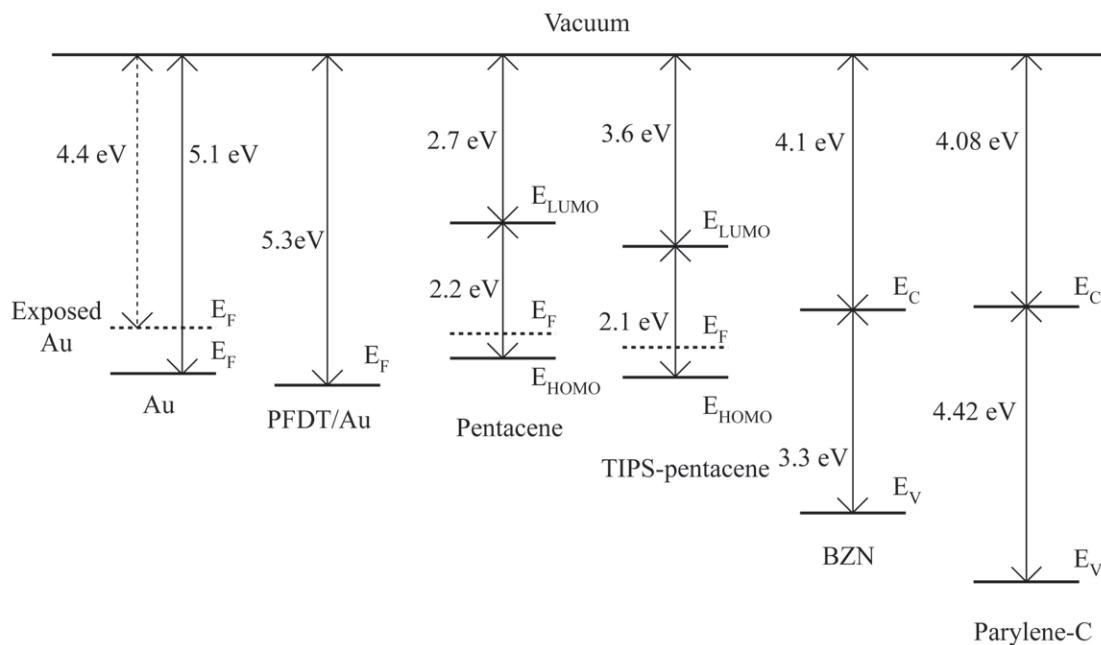 Vacuum
4.4 eV
5.1 eV
Exposed
Au
E_F
E_F
Au
5.3eV
E_F
PFDT/Au
2.7 eV
E_LUMO
2.2 eV
E_F
E_HOMO
Pentacene
3.6 eV
E_LUMO
2.1 eV
E_F
E_HOMO
TIPS-pentacene
4.1 eV
E_C
3.3 eV
E_V
BZN
4.08 eV
E_C
4.42 eV
E_V
Parylene-C